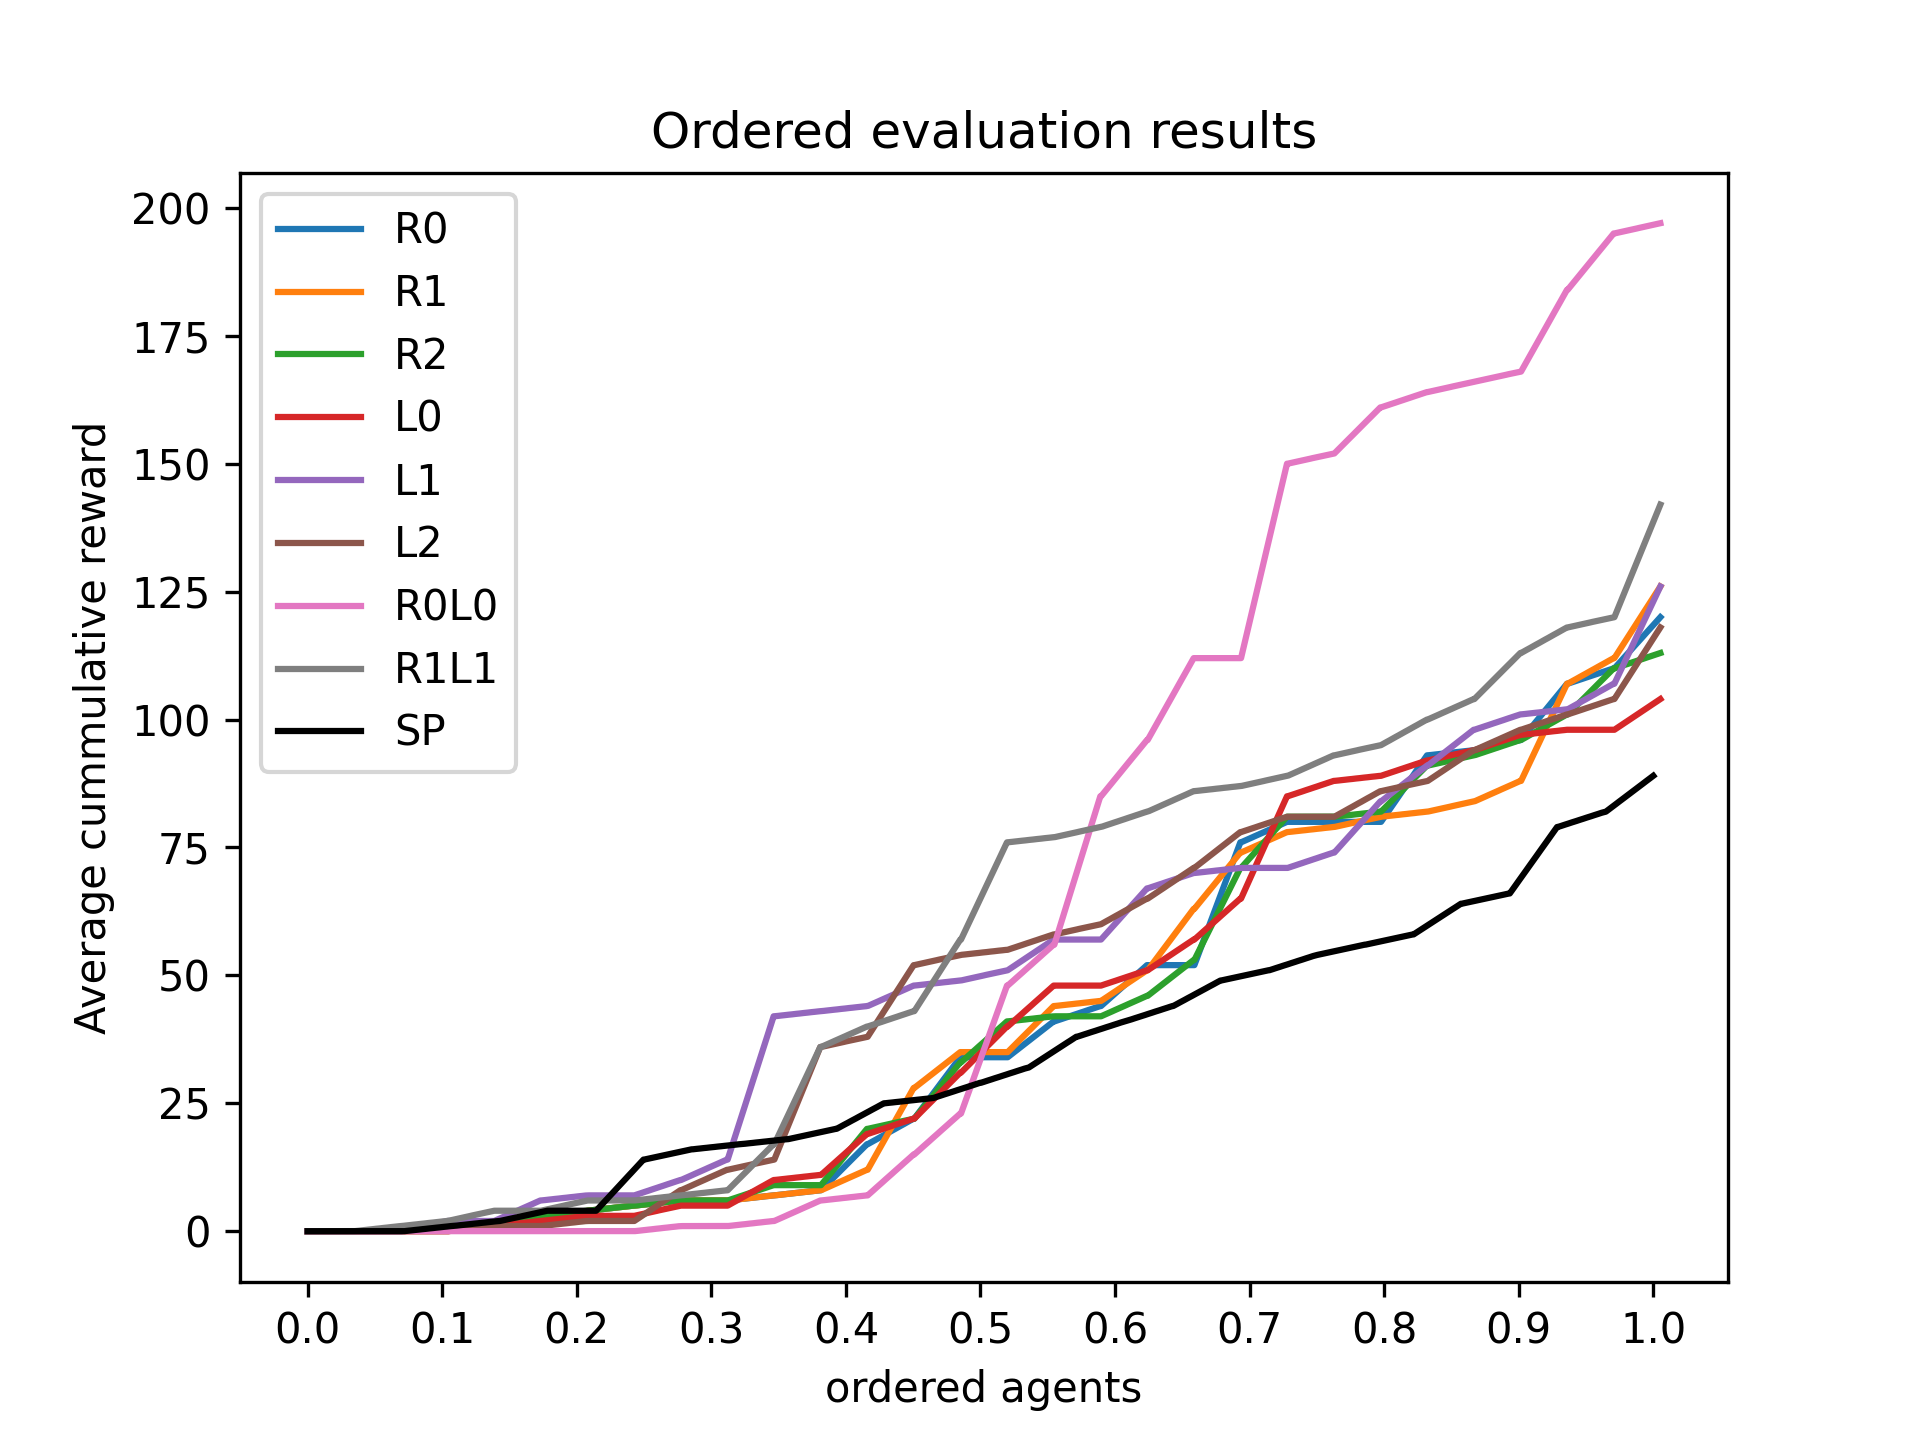 Ordered evaluation results
200
175
150
125
100
75
50
25
0
Average cummulative reward
R0
R1
R2
L0
L1
L2
R0L0
R1L1
SP
0.0 0.1 0.2 0.3 0.4 0.5 0.6 0.7 0.8 0.9 1.0
ordered agents